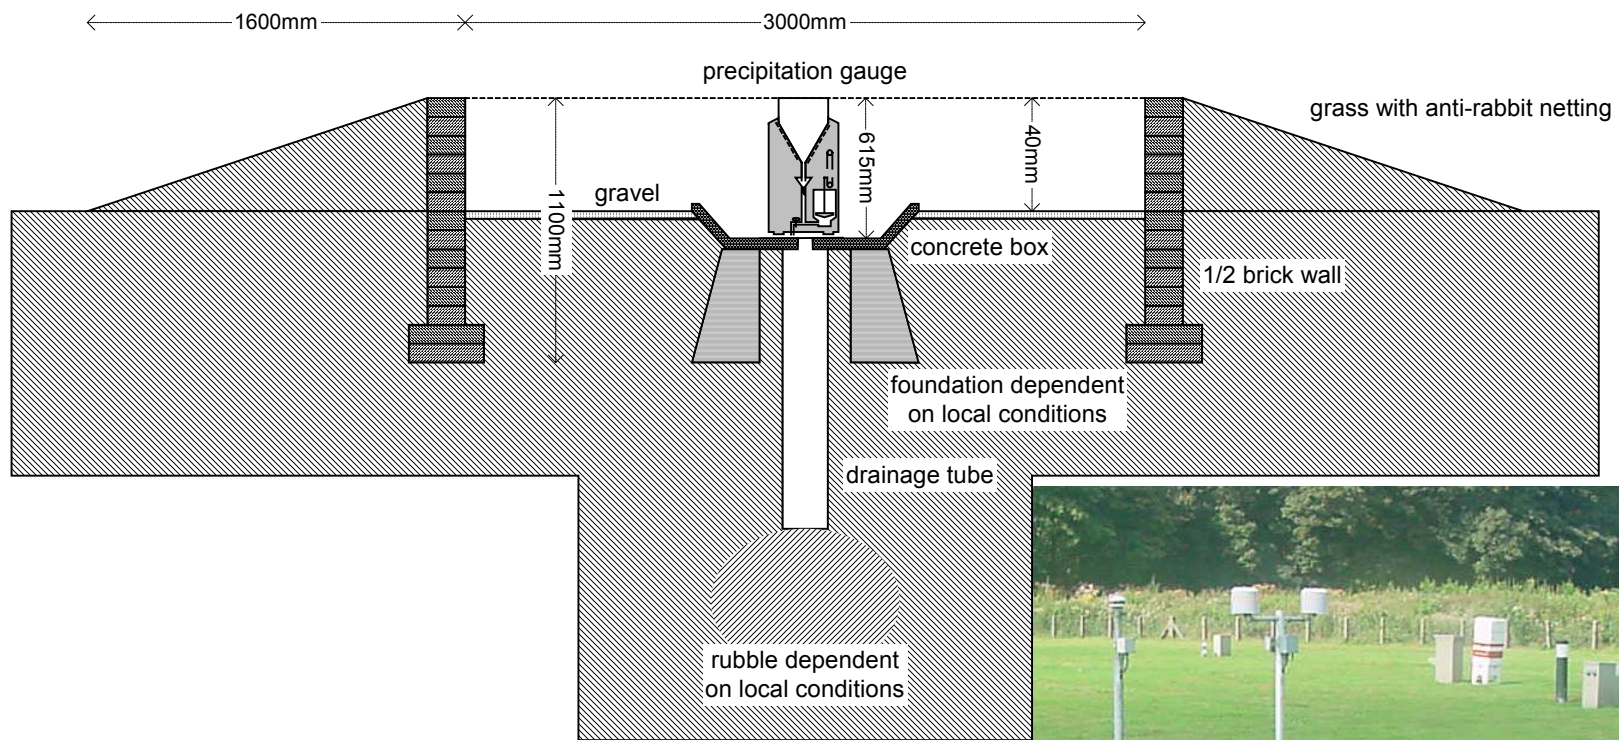 1600mm
3000mm
precipitation gauge
grass with anti-rabbit netting
615mm
40mm
1100mm
gravel
concrete box
1/2 brick wall
foundation dependent
on local conditions
drainage tube
rubble dependent
on local conditions